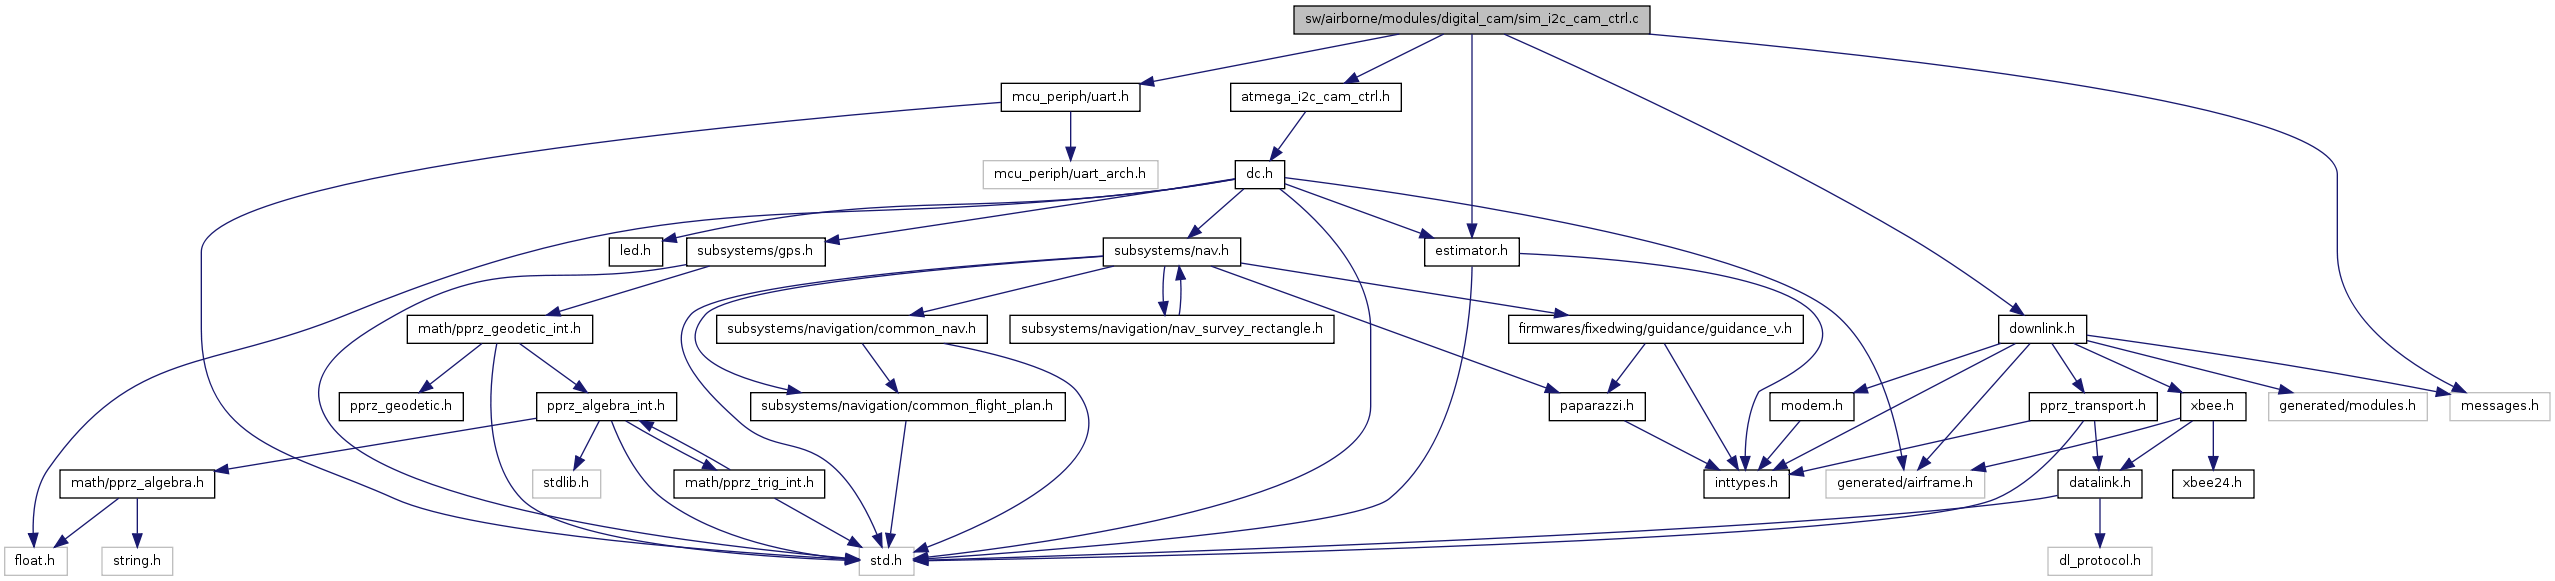 sw/airborne/modules/digital_cam/sim_i2c_cam_ctrl.c
mcu_periph/uart.h
atmega_i2c_cam_ctrl.h
mcu_periph/uart_arch.h
dc.h
led.h
subsystems/gps.h
subsystems/nav.h
estimator.h
math/pprz_geodetic_int.h
subsystems/navigation/common_nav.h
subsystems/navigation/nav_survey_rectangle.h
firmwares/fixedwing/guidance/guidance_v.h
downlink.h
pprz_geodetic.h
pprz_algebra_int.h
subsystems/navigation/common_flight_plan.h
paparazzi.h
modem.h
pprz_transport.h
xbee.h
generated/modules.h
messages.h
math/pprz_algebra.h
stdlib.h
math/pprz_trig_int.h
inttypes.h
generated/airframe.h
datalink.h
xbee24.h
float.h
string.h
std.h
dl_protocol.h